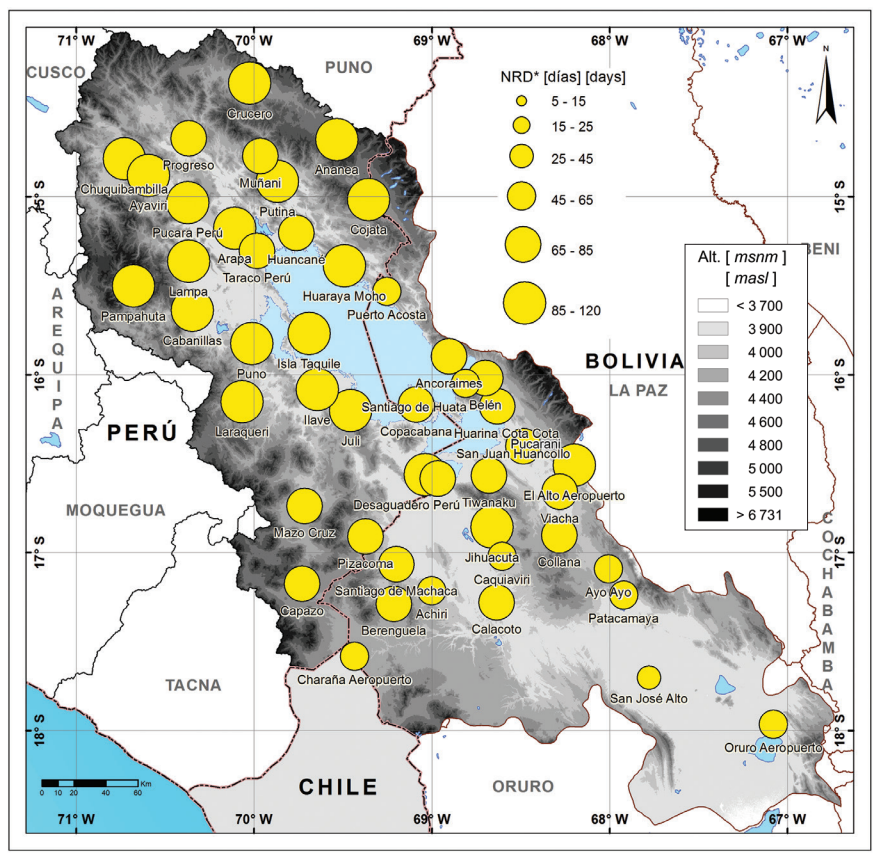 71°W
70°W
69°W
68°W
67°W
CUSCO
PUNO
N
NRD* [días] [days]
5 - 15
15 - 25
25 - 45
45 - 65
65 - 85
85 - 120
Crucero
Progreso
Ananea
Muñani
Chuquibambilla
Ayaviri
Putina
15°S
15°S
Cojata
Pucará Perú
Arapa
Huancané
Taraco Perú
BENI
Alt. [ msnm ]
[ masl ]
< 3 700
3 900
4 000
4 200
4 400
4 600
4 800
5 000
5 500
> 6 731
Lampa
Huaraya Moho
Pampahuta
Puerto Acosta
AREQUIPA
Cabanillas
Isla Taquile
Puno
BOLIVIA
16°S
16°S
LA PAZ
Ancoraimes
Santiago de Huata
Belén
Ilave
Laraqueri
PERÚ
Juli
Copacabana
Huarina Cota Cota
Pucarani
San Juan Huancollo
El Alto Aeropuerto
Desaguadero Perú
Tiwanaku
Viacha
MOQUEGUA
Mazo Cruz
COCHABAMBA
17°S
17°S
Pizacoma
Jihuacuta
Collana
Caquiaviri
Santiago de Machaca
Ayo Ayo
Capazo
Achiri
Patacamaya
Berenguela
Calacoto
Charaña Aeropuerto
TACNA
San José Alto
18°S
18°S
Oruro Aeropuerto
CHILE
ORURO
0 10 20 40 60
Km
71°W
70°W
69°W
68°W
67°W